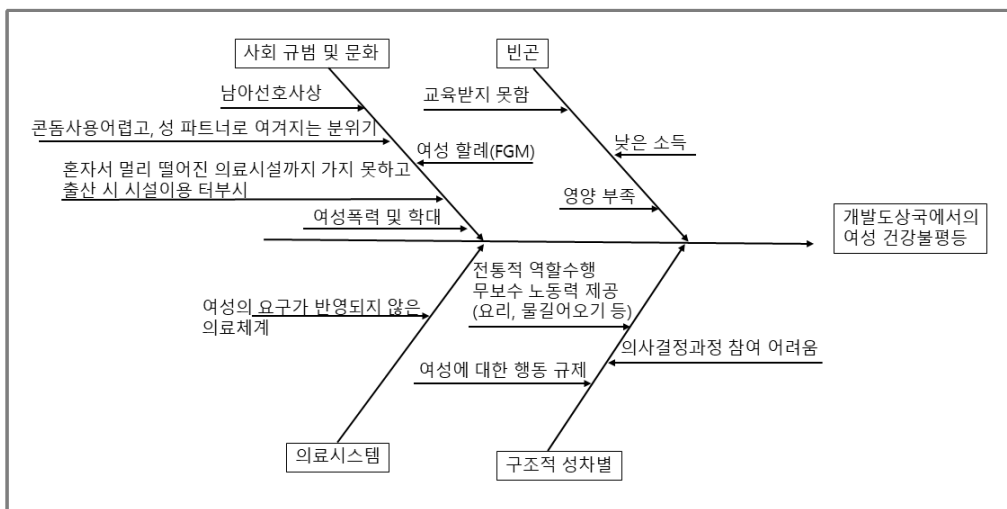 사회 규범 및 문화
빈곤
남아선호사상
교육받지 못함
콘돔사용어렵고, 성 파트너로 여겨지는 분위기
여성 할례(FGM)
낮은 소득
혼자서 멀리 떨어진 의료시설까지 가지 못하고
출산 시 시설이용 터부시
영양 부족
여성폭력 및 학대
개발도상국에서의
여성 건강불평등
전통적 역할수행
무보수 노동력 제공
(요리, 물길어오기 등)
여성의 요구가 반영되지 않은
의료체계
의사결정과정 참여 어려움
여성에 대한 행동 규제
의료시스템
구조적 성차별